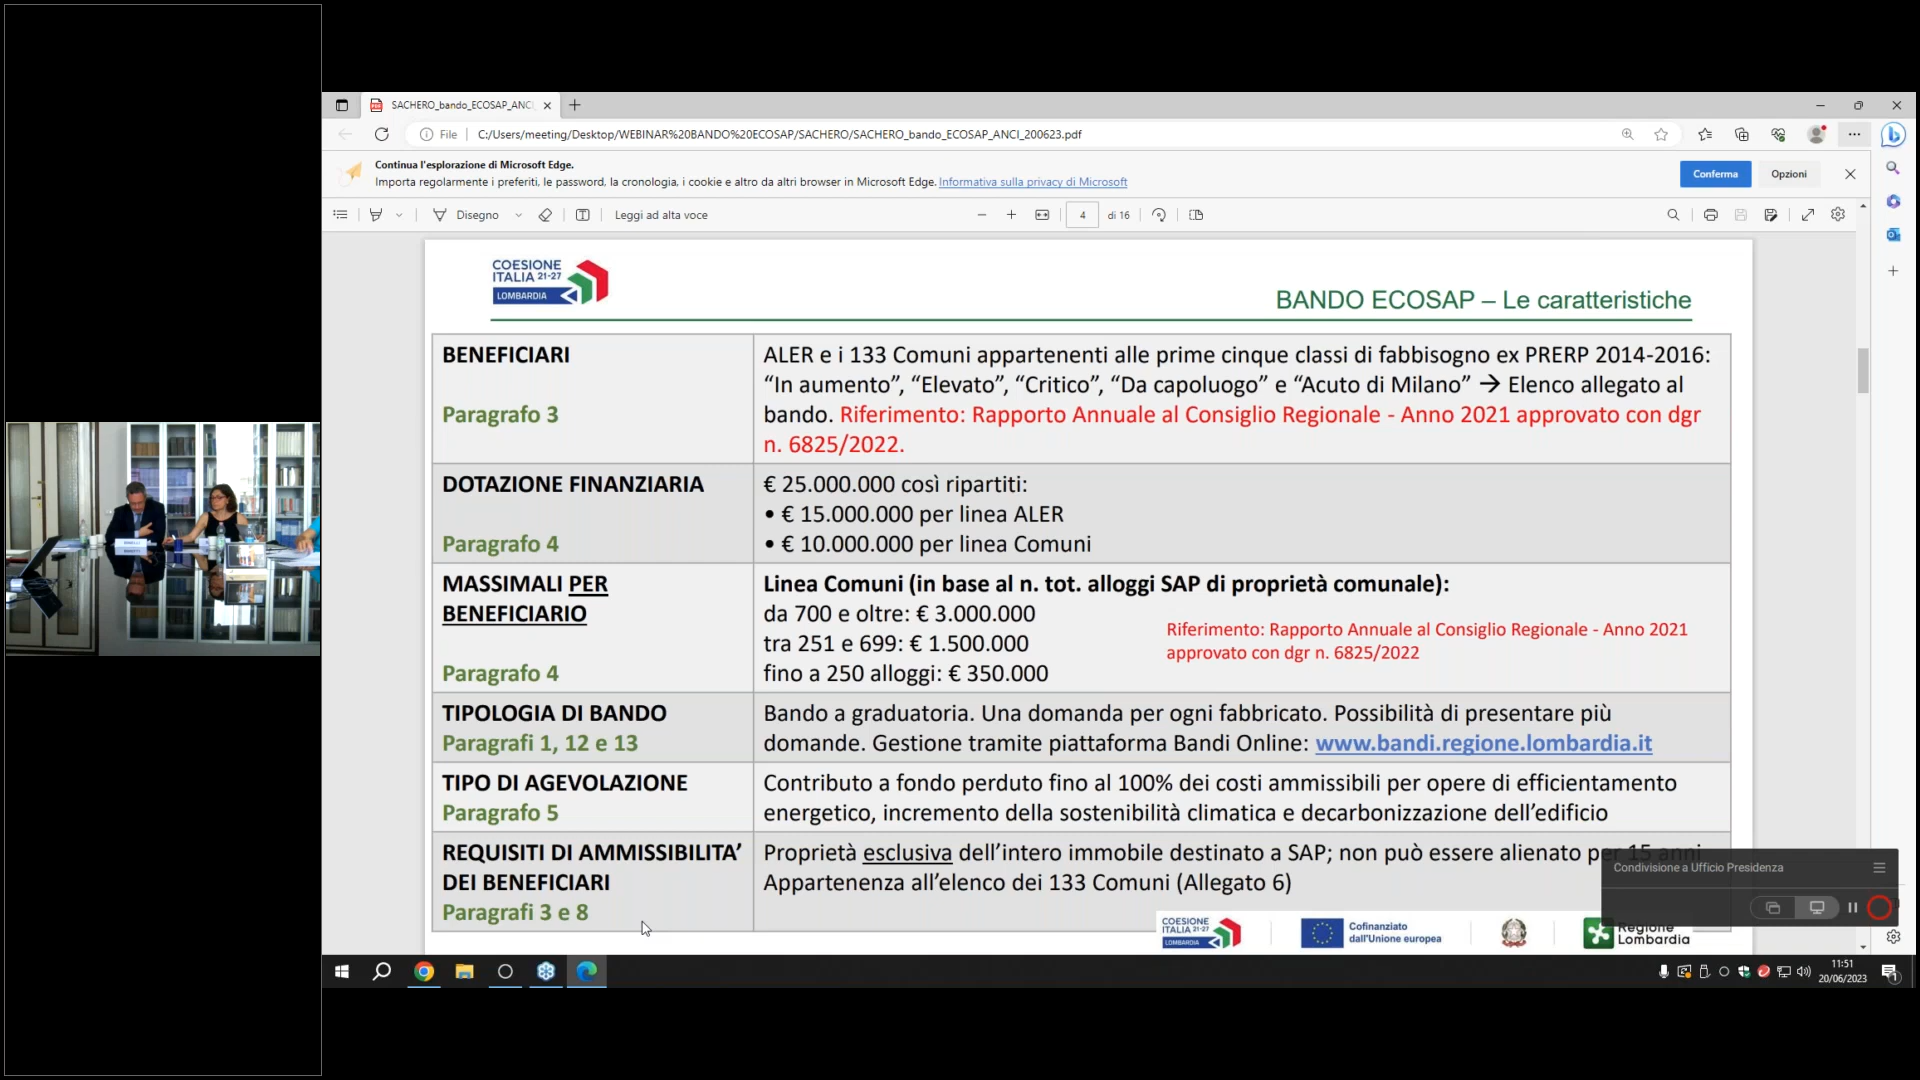 SACHERO_bando_ECOSAP_ANCI
File
C:/Users/meeting/Desktop/WEBINAR%20BANDO%20ECOSAP/SACHERO/SACHERO_bando_ECOSAP_ANCI_200623.pdf
Continua l'esplorazione di Microsoft Edge.
Importa regolarmente i preferiti, le password, la cronologia, i cookie e altro da altri browser in Microsoft Edge. Informativa sulla privacy di Microsoft
Conferma
Opzioni
Disegno
Leggi ad alta voce
4 di 16
COESIONE
ITALIA 21-27
LOMBARDIA
BANDO ECOSAP – Le caratteristiche
BENEFICIARI
Paragrafo 3
ALER e i 133 Comuni appartenenti alle prime cinque classi di fabbisogno ex PRERP 2014-2016:
“In aumento”, “Elevato”, “Critico”, “Da capoluogo” e “Acuto di Milano” → Elenco allegato al
bando. Riferimento: Rapporto Annuale al Consiglio Regionale - Anno 2021 approvato con dgr
n. 6825/2022.
DOTAZIONE FINANZIARIA
Paragrafo 4
€ 25.000.000 così ripartiti:
• € 15.000.000 per linea ALER
• € 10.000.000 per linea Comuni
MASSIMALI PER
BENEFICIARIO
Paragrafo 4
Linea Comuni (in base al n. tot. alloggi SAP di proprietà comunale):
da 700 e oltre: € 3.000.000
tra 251 e 699: € 1.500.000
fino a 250 alloggi: € 350.000
Riferimento: Rapporto Annuale al Consiglio Regionale - Anno 2021
approvato con dgr n. 6825/2022
TIPOLOGIA DI BANDO
Paragrafi 1, 12 e 13
Bando a graduatoria. Una domanda per ogni fabbricato. Possibilità di presentare più
domande. Gestione tramite piattaforma Bandi Online: www.bandi.regione.lombardia.it
TIPO DI AGEVOLAZIONE
Paragrafo 5
Contributo a fondo perduto fino al 100% dei costi ammissibili per opere di efficientamento
energetico, incremento della sostenibilità climatica e decarbonizzazione dell’edificio
REQUISITI DI AMMISSIBILITA’
DEI BENEFICIARI
Paragrafi 3 e 8
Proprietà esclusiva dell’intero immobile destinato a SAP; non può essere alienato per 15 anni
Appartenenza all’elenco dei 133 Comuni (Allegato 6)
Condivisione a Ufficio Presidenza
COESIONE
ITALIA 21-27
LOMBARDIA
Cofinanziato
dall'Unione europea
Regione
Lombardia
11:51
20/06/2023
1